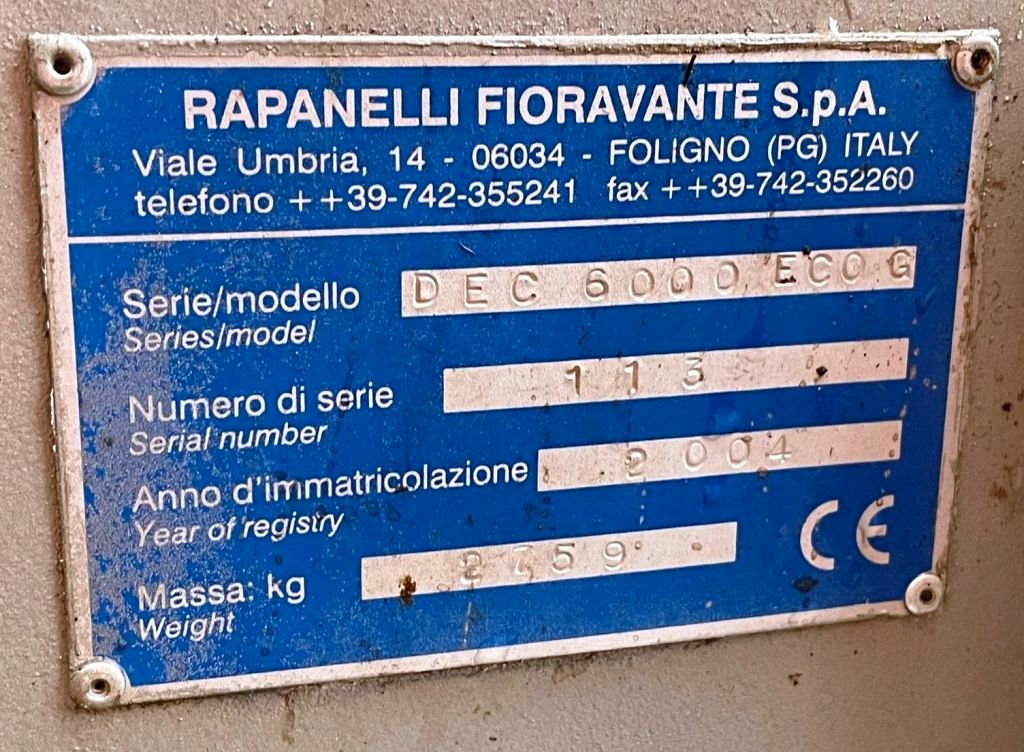 RAPANELLI FIORAVANTE S.p.A.
Viale Umbria, 14 - 06034 - FOLIGNO (PG) ITALY
telefono ++39-742-355241 fax ++39-742-352260
Serie/modello DEC 6000 ECO G
Series/model
Numero di serie 113
Serial number
Anno d'immatricolazione 2004
Year of registry
CE
Massa: kg 2759
Weight